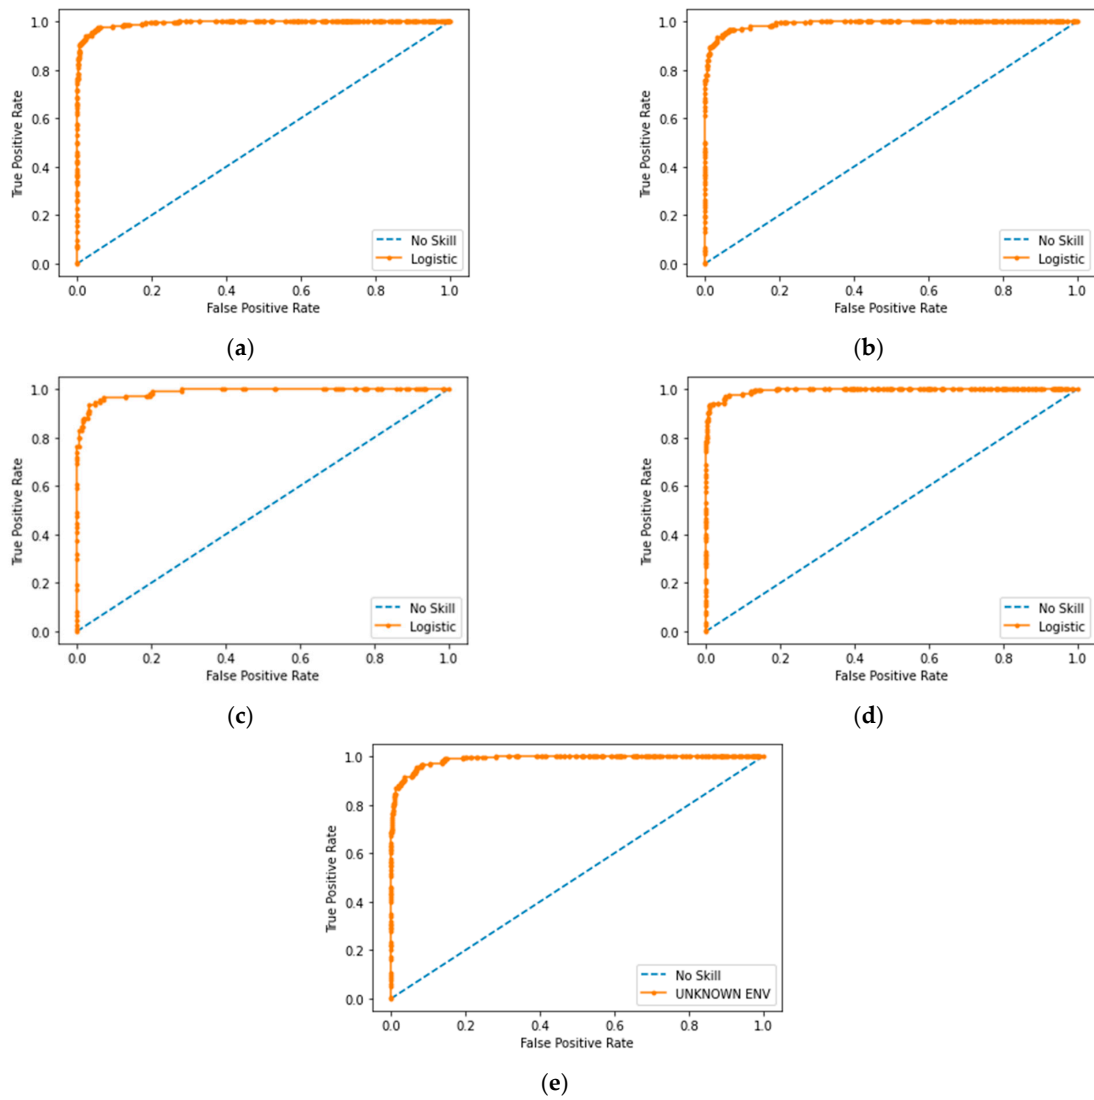 1.0
0.8
0.6
0.4
0.2
0.0
True Positive Rate
No Skill
Logistic
0.0 0.2 0.4 0.6 0.8 1.0
False Positive Rate
(a)
1.0
0.8
0.6
0.4
0.2
0.0
True Positive Rate
No Skill
Logistic
0.0 0.2 0.4 0.6 0.8 1.0
False Positive Rate
(b)
1.0
0.8
0.6
0.4
0.2
0.0
True Positive Rate
No Skill
Logistic
0.0 0.2 0.4 0.6 0.8 1.0
False Positive Rate
(c)
1.0
0.8
0.6
0.4
0.2
0.0
True Positive Rate
No Skill
Logistic
0.0 0.2 0.4 0.6 0.8 1.0
False Positive Rate
(d)
1.0
0.8
0.6
0.4
0.2
0.0
True Positive Rate
No Skill
UNKNOWN ENV
0.0 0.2 0.4 0.6 0.8 1.0
False Positive Rate
(e)